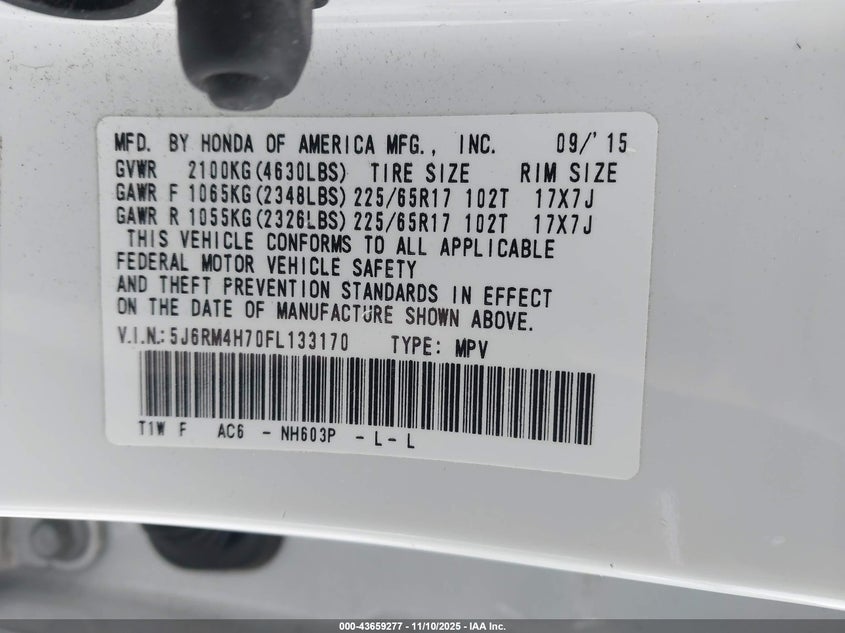 MFD. BY HONDA OF AMERICA MFG., INC. 09/'15
GVWR 2100KG(4630LBS) TIRE SIZE RIM SIZE
GAWR F 1065KG(2348LBS) 225/65R17 102T 17X7J
GAWR R 1055KG(2326LBS) 225/65R17 102T 17X7J
THIS VEHICLE CONFORMS TO ALL APPLICABLE
FEDERAL MOTOR VEHICLE SAFETY
AND THEFT PREVENTION STANDARDS IN EFFECT
ON THE DATE OF MANUFACTURE SHOWN ABOVE.
V.I.N.: 5J6RM4H70FL133170 TYPE: MPV
T1W F AC6 - NH603P - L- L
000-43659277 - 11/10/2025 - IAA Inc.